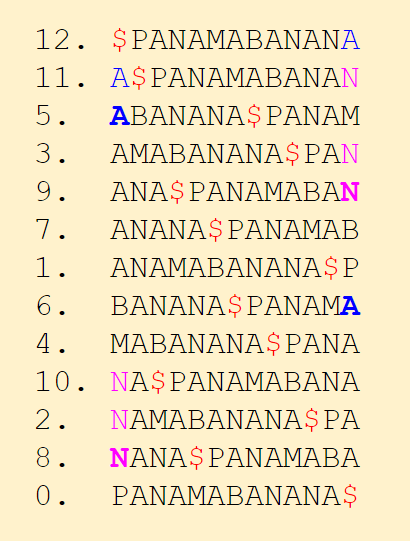 12. $PANAMABANANA
11. A$PANAMABANAN
5. ABANANA$PANAM
3. AMABANANA$PAN
9. ANA$PANAMABAN
7. ANANA$PANAMAB
1. ANAMABANANA$P
6. BANANA$PANAMA
4. MABANANA$PANA
10. NA$PANAMABANA
2. NAMABANANA$PA
8. NANA$PANAMABA
0. PANAMABANANA$